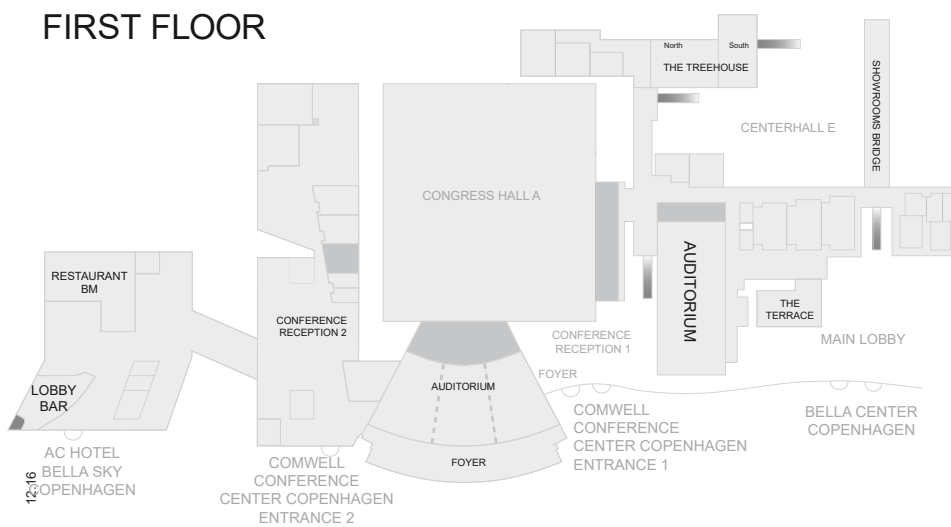 FIRST FLOOR
North
South
THE TREEHOUSE
SHOWROOMS BRIDGE
CENTERHALL E
CONGRESS HALL A
AUDITORIUM
RESTAURANT
BM
CONFERENCE
RECEPTION 2
THE
TERRACE
CONFERENCE
RECEPTION 1
MAIN LOBBY
FOYER
LOBBY
BAR
AUDITORIUM
FOYER
COMWELL
CONFERENCE
CENTER COPENHAGEN
ENTRANCE 1
BELLA CENTER
COPENHAGEN
AC HOTEL
BELLA SKY
COPENHAGEN
12:16
COMWELL
CONFERENCE
CENTER COPENHAGEN
ENTRANCE 2